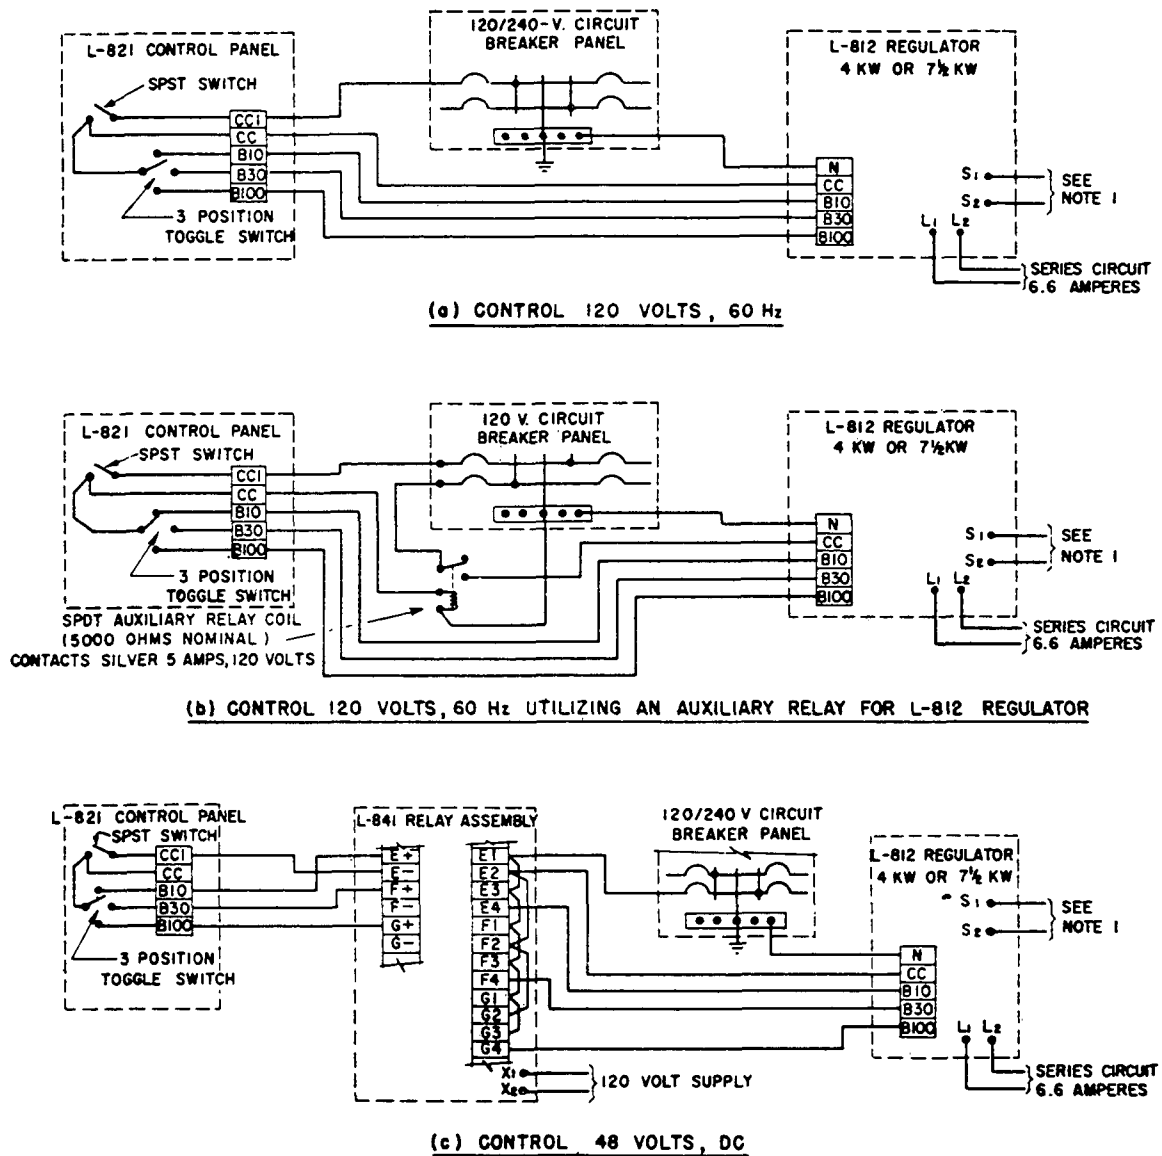 120/240-V. CIRCUIT
BREAKER PANEL
L-821 CONTROL PANEL
SPST SWITCH
L-812 REGULATOR
4 KW OR 7½ KW
CC1
CC
B10
B30
B100
3 POSITION
TOGGLE SWITCH
N
CC
B10
B30
B100
S1
S2
SEE
NOTE 1
L1 L2
SERIES CIRCUIT
6.6 AMPERES
(a) CONTROL 120 VOLTS, 60 Hz
120 V. CIRCUIT
BREAKER PANEL
L-821 CONTROL PANEL
SPST SWITCH
L-812 REGULATOR
4 KW OR 7½KW
CC1
CC
B10
B30
B100
3 POSITION
TOGGLE SWITCH
SPDT AUXILIARY RELAY COIL
(5000 OHMS NOMINAL)
CONTACTS SILVER 5 AMPS, 120 VOLTS
N
CC
B10
B30
B100
S1
S2
SEE
NOTE 1
L1 L2
SERIES CIRCUIT
6.6 AMPERES
(b) CONTROL 120 VOLTS, 60 Hz UTILIZING AN AUXILIARY RELAY FOR L-812 REGULATOR
L-821 CONTROL PANEL
SPST SWITCH
CC1
CC
B10
B30
B100
3 POSITION
TOGGLE SWITCH
L-841 RELAY ASSEMBLY
E+
E-
F+
F-
G+
G-
E1
E2
E3
E4
F1
F2
F3
F4
G1
G2
G3
G4
X1
X2
120 VOLT SUPPLY
120/240 V CIRCUIT
BREAKER PANEL
L-812 REGULATOR
4 KW OR 7½ KW
S1
S2
SEE
NOTE 1
N
CC
B10
B30
B100
L1 L2
SERIES CIRCUIT
6.6 AMPERES
(c) CONTROL 48 VOLTS, DC